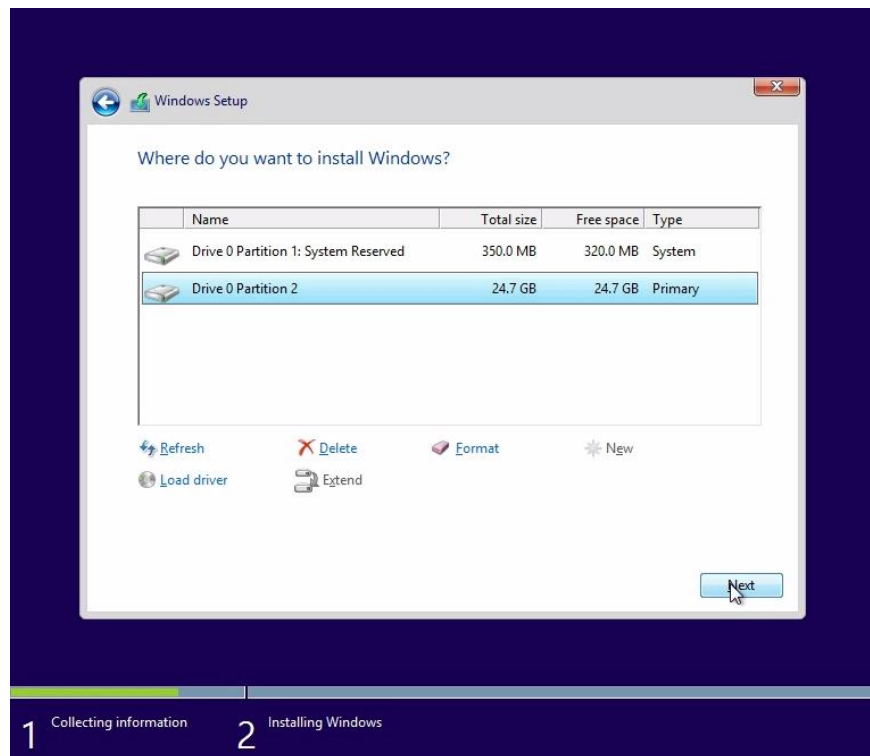 Windows Setup
Where do you want to install Windows?
Name Total size Free space Type
Drive 0 Partition 1: System Reserved 350.0 MB 320.0 MB System
Drive 0 Partition 2 24.7 GB 24.7 GB Primary
Refresh Delete Format New
Load driver Extend
Next
1 Collecting information 2 Installing Windows